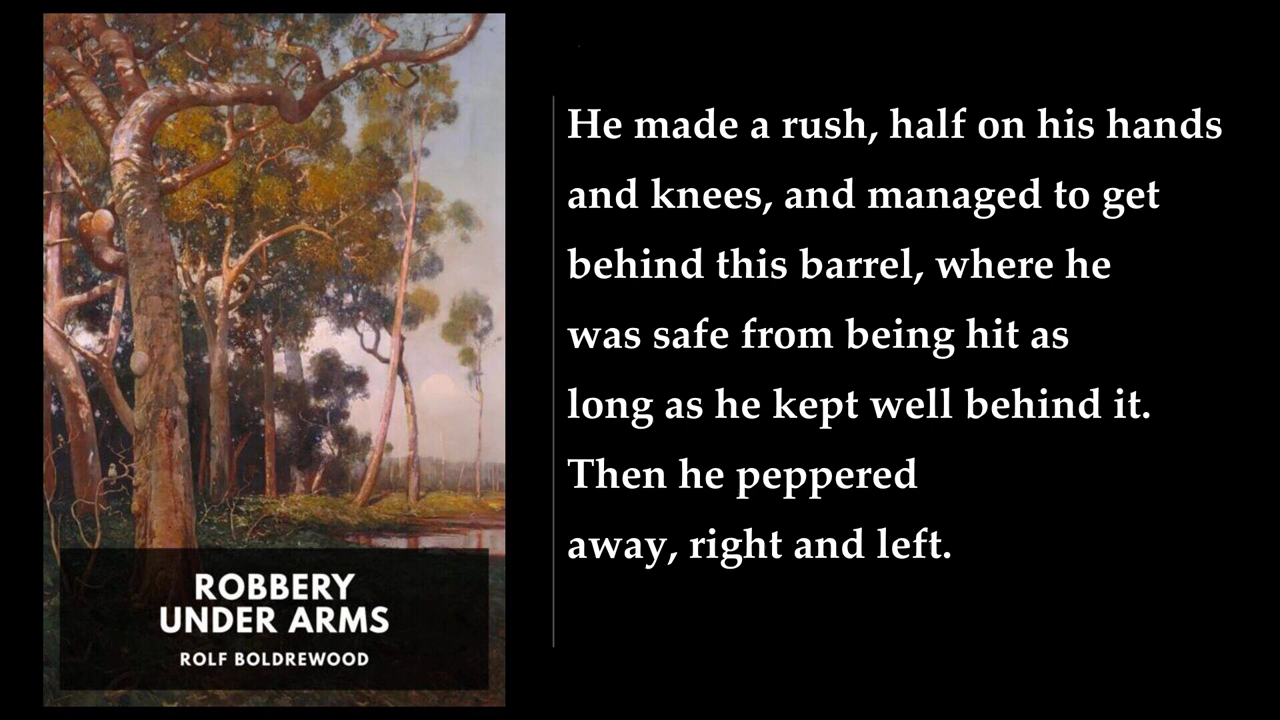 ROBBERY
UNDER ARMS
ROLF BOLDREWOOD
He made a rush, half on his hands
and knees, and managed to get
behind this barrel, where he
was safe from being hit as
long as he kept well behind it.
Then he peppered
away, right and left.